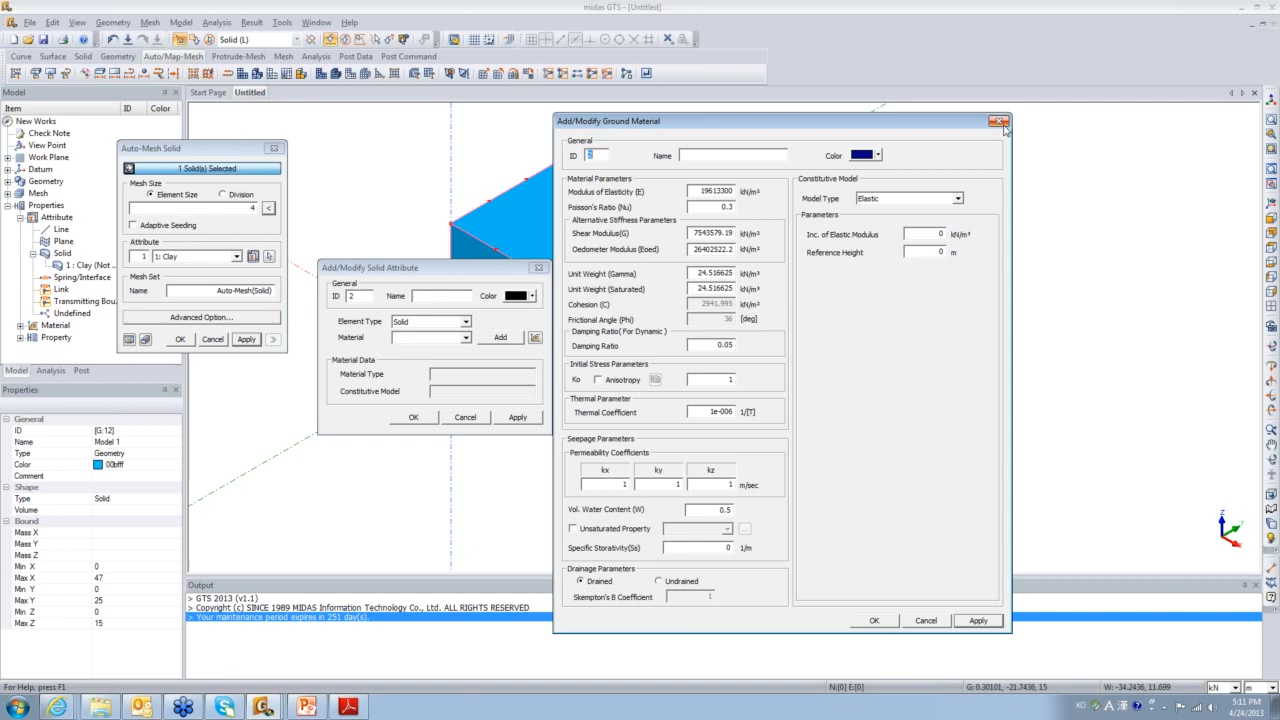 midas GTS - [Untitled]
File Edit View Geometry Mesh Model Analysis Result Tools Window Help
Solid (L)
Curve Surface Solid Geometry Auto/Map-Mesh Protrude-Mesh Mesh Analysis Post Data Post Command
Model
Item ID Color
New Works
Check Note
View Point
Work Plane
Datum
Geometry
Mesh
Properties
Attribute
Line
Plane
Solid
1 : Clay (Not
Spring/Interface
Link
Transmitting Bou
Undefined
Material
Property
Model Analysis Post
Properties
General
ID [G:12]
Name Model 1
Type Geometry
Color 00bfff
Comment
Shape
Type Solid
Volume
Bound
Mass X
Mass Y
Mass Z
Min X 0
Max X 47
Min Y 0
Max Y 25
Min Z 0
Max Z 15
Start Page Untitled
Auto-Mesh Solid
1 Solid(s) Selected
Mesh Size
Element Size Division
4 <
Adaptive Seeding
Attribute
1 1: Clay
Mesh Set
Name Auto-Mesh(Solid)
Advanced Option...
OK Cancel Apply
Add/Modify Solid Attribute
General
ID 2 Name Color
Element Type Solid
Material Add
Material Data
Material Type
Constitutive Model
OK Cancel Apply
Add/Modify Ground Material
General
ID 2 Name Color
Material Parameters
Modulus of Elasticity (E) 19613300 kN/m²
Poisson's Ratio (Nu) 0.3
Alternative Stiffness Parameters
Shear Modulus(G) 7543579.19 kN/m²
Oedometer Modulus (Eoed) 26402522.2 kN/m²
Unit Weight (Gamma) 24.516625 kN/m³
Unit Weight (Saturated) 24.516625 kN/m³
Cohesion (C) 2941.995 kN/m²
Frictional Angle (Phi) 36 [deg]
Damping Ratio( For Dynamic )
Damping Ratio 0.05
Initial Stress Parameters
Ko Anisotropy 1
Thermal Parameter
Thermal Coefficient 1e-006 1/[T]
Seepage Parameters
Permeability Coefficients
kx ky kz
1 1 1 m/sec
Vol. Water Content (W) 0.5
Unsaturated Property ...
Specific Storativity(Ss) 0 1/m
Drainage Parameters
Drained Undrained
Skempton's B Coefficient 1
Constitutive Model
Model Type Elastic
Parameters
Inc. of Elastic Modulus 0 kN/m³
Reference Height 0 m
OK Cancel Apply
Z
Output
> GTS 2013 (v1.1)
> Copyright (c) SINCE 1989 MIDAS Information Technology Co., Ltd. ALL RIGHTS RESERVED
> Your maintenance period expires in 251 day(s).
For Help, press F1 N:[0] E:[0] G: 0.30101, -21.7436, 15 W: -34.2436, 11.699 kN m
KO A 漢
5:11 PM
4/24/2013